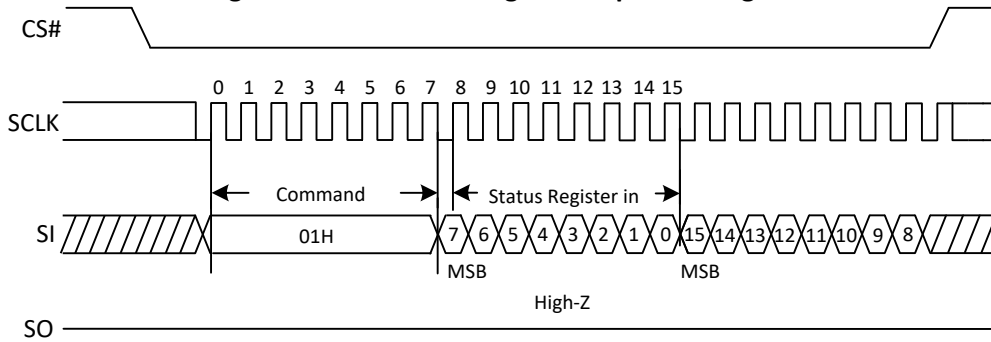 CS#
0 1 2 3 4 5 6 7 8 9 10 11 12 13 14 15
SCLK
Command
Status Register in
SI
01H
7 6 5 4 3 2 1 0 15 14 13 12 11 10 9 8
MSB
MSB
High-Z
SO